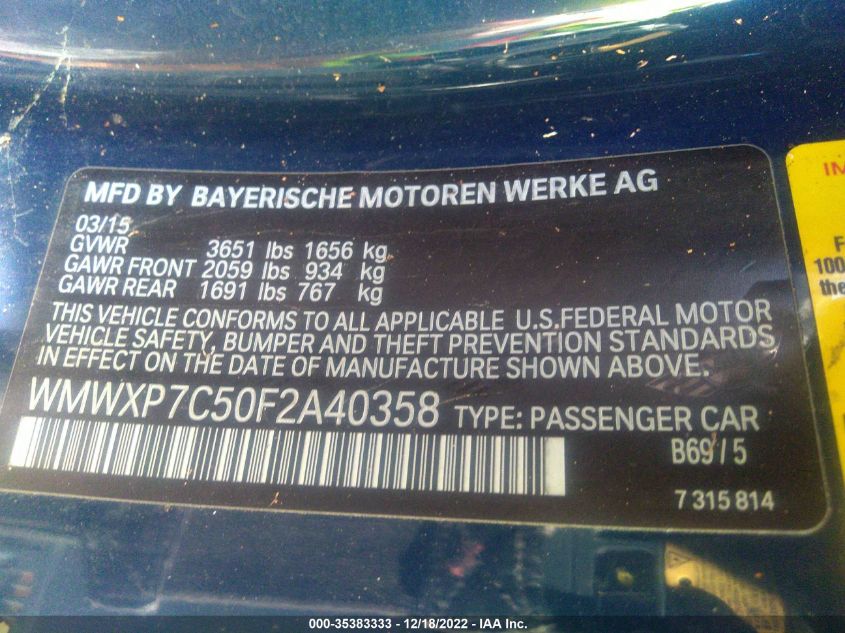 MFD BY BAYERISCHE MOTOREN WERKE AG
03/15
GVWR 3651 lbs 1656 kg
GAWR FRONT 2059 lbs 934 kg
GAWR REAR 1691 lbs 767 kg
THIS VEHICLE CONFORMS TO ALL APPLICABLE U.S.FEDERAL MOTOR
VEHICLE SAFETY, BUMPER AND THEFT PREVENTION STANDARDS
IN EFFECT ON THE DATE OF MANUFACTURE SHOWN ABOVE.
WMWXP7C50F2A40358 TYPE: PASSENGER CAR
B69/5
7 315 814
IM
F
100
the
000-35383333 - 12/18/2022 - IAA Inc.